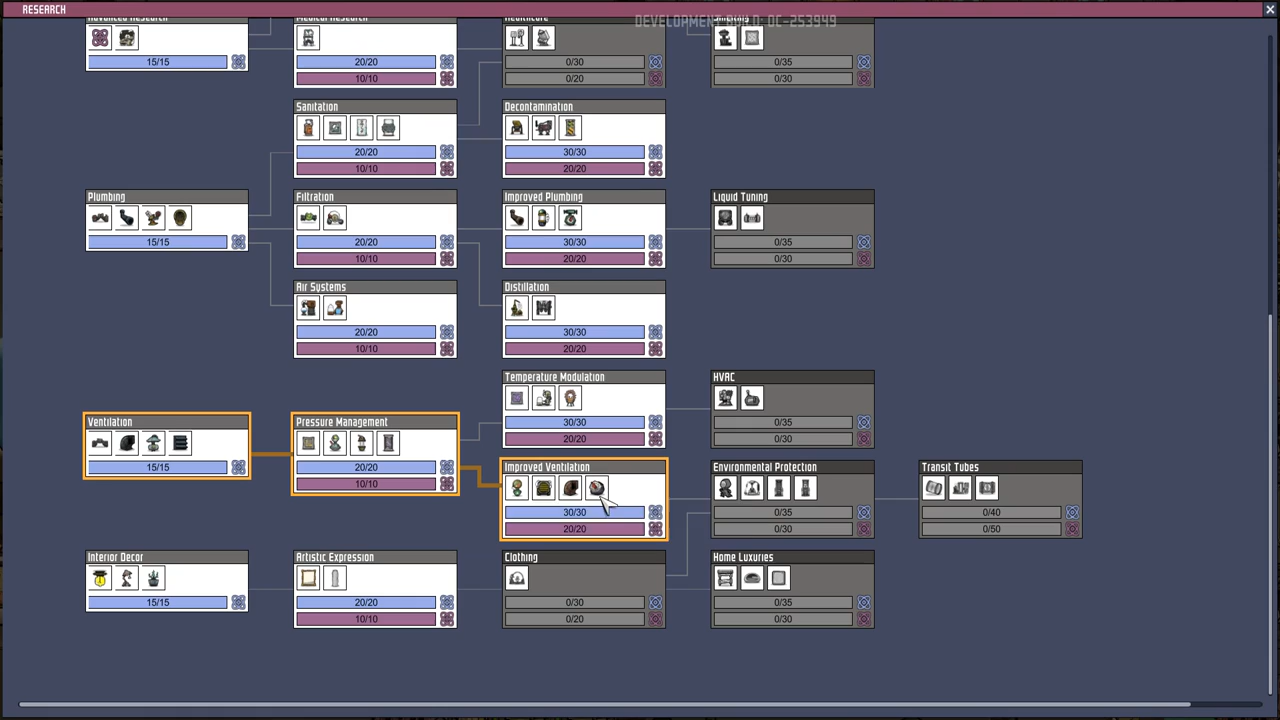 RESEARCH
DEVELOPMENT BUILD: OC-253949
Advanced Research
15/15
Medical Research
20/20
10/10
Healthcare
0/30
0/20
Smelting
0/35
0/30
Sanitation
20/20
10/10
Decontamination
30/30
20/20
Plumbing
15/15
Filtration
20/20
10/10
Improved Plumbing
30/30
20/20
Liquid Tuning
0/35
0/30
Air Systems
20/20
10/10
Distillation
30/30
20/20
Temperature Modulation
30/30
20/20
HVAC
0/35
0/30
Ventilation
15/15
Pressure Management
20/20
10/10
Improved Ventilation
30/30
20/20
Environmental Protection
0/35
0/30
Transit Tubes
0/40
0/50
Interior Decor
15/15
Artistic Expression
20/20
10/10
Clothing
0/30
0/20
Home Luxuries
0/35
0/30